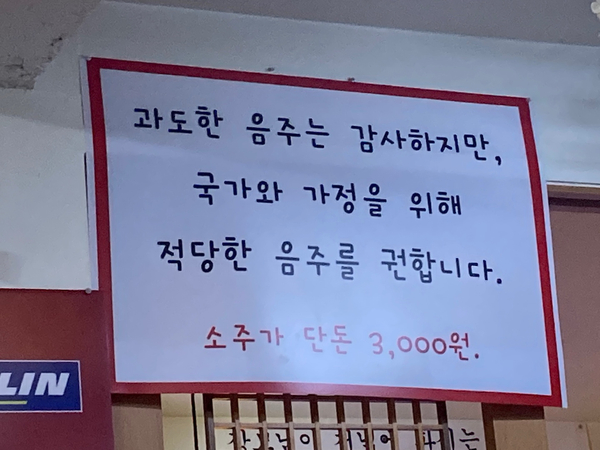 과도한 음주는 감사하지만,
국가와 가정을 위해
적당한 음주를 권합니다.
소주가 단돈 3,000원.
LIN